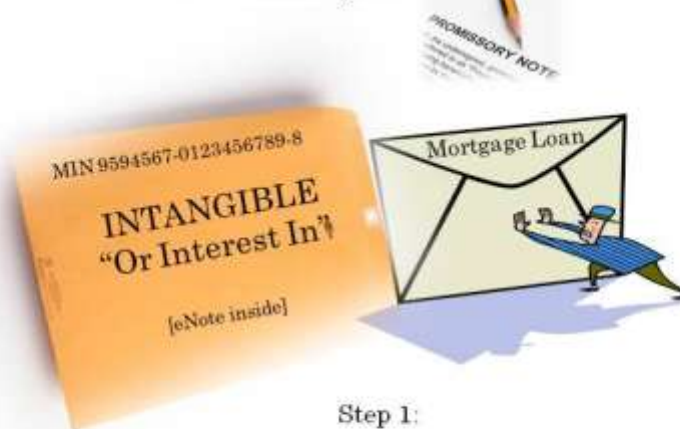 PROMISSORY NOTE
MIN 9594567-0123456789-8
Mortgage Loan
INTANGIBLE
“Or Interest In”
[eNote inside]
Step 1: